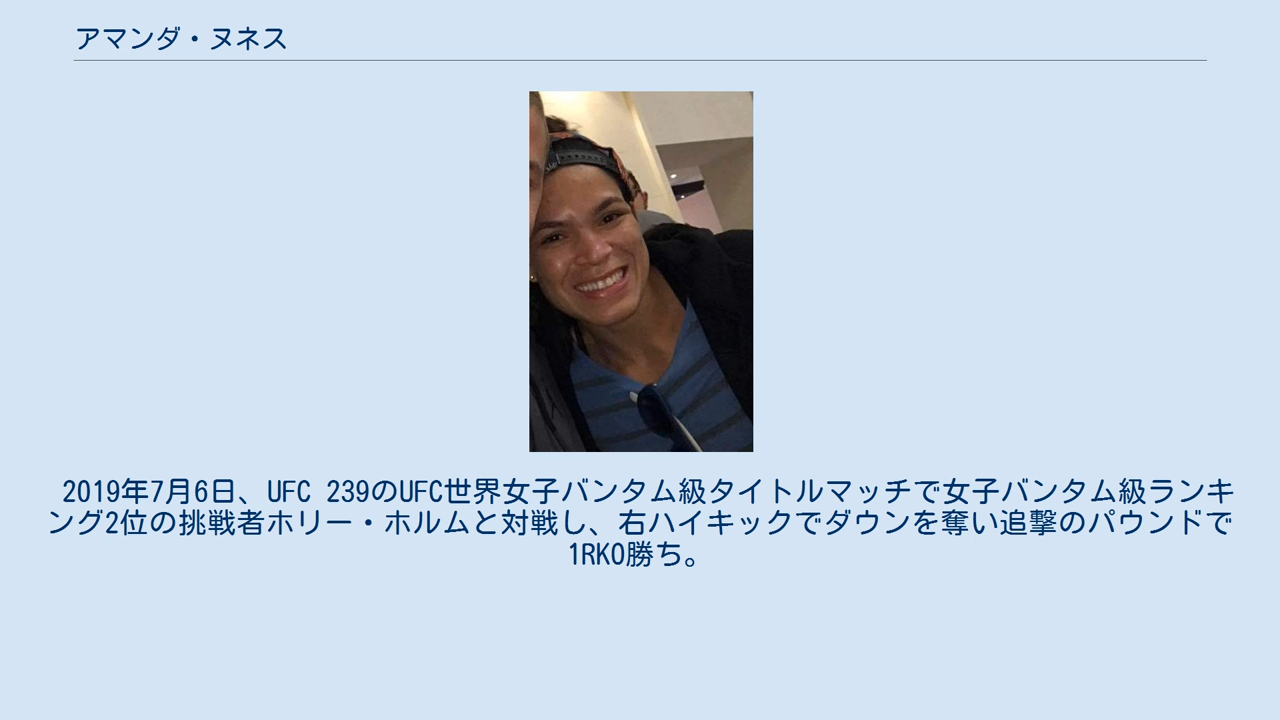 アマンダ・ヌネス
2019年7月6日、UFC 239のUFC世界女子バンタム級タイトルマッチで女子バンタム級ランキ
ング2位の挑戦者ホリー・ホルムと対戦し、右ハイキックでダウンを奪い追撃のパウンドで
1RKO勝ち。